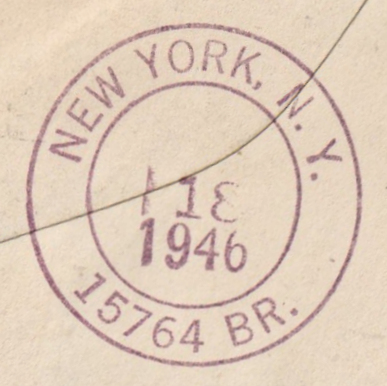 NEW YORK, N. Y.
1946
15764 BR.